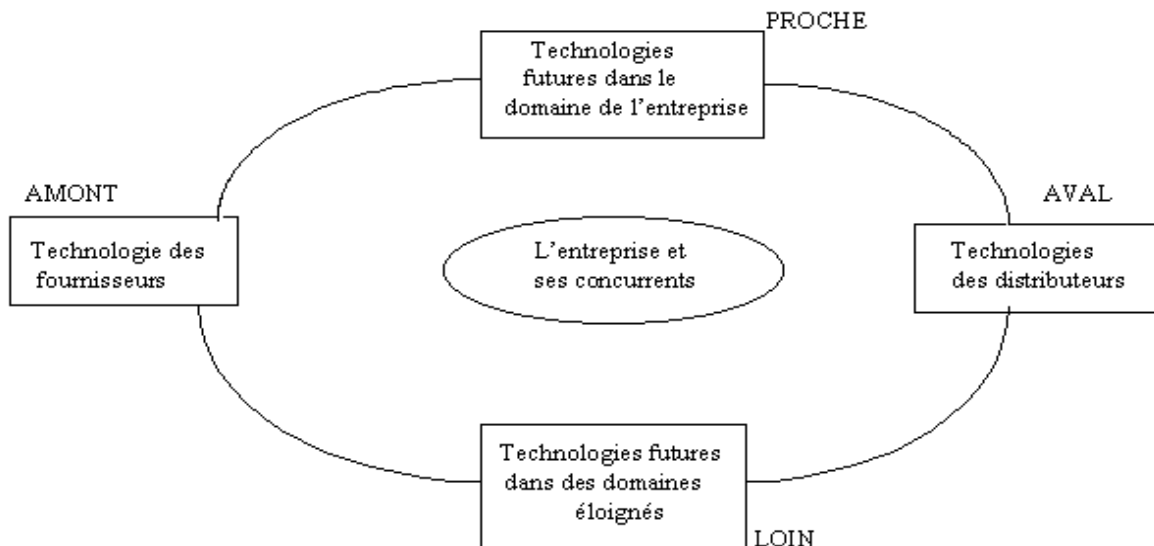 PROCHE
Technologies
futures dans le
domaine de l'entreprise
AMONT
Technologie des
fournisseurs
L'entreprise et
ses concurrents
AVAL
Technologies
des distributeurs
Technologies futures
dans des domaines
éloignés
LOIN